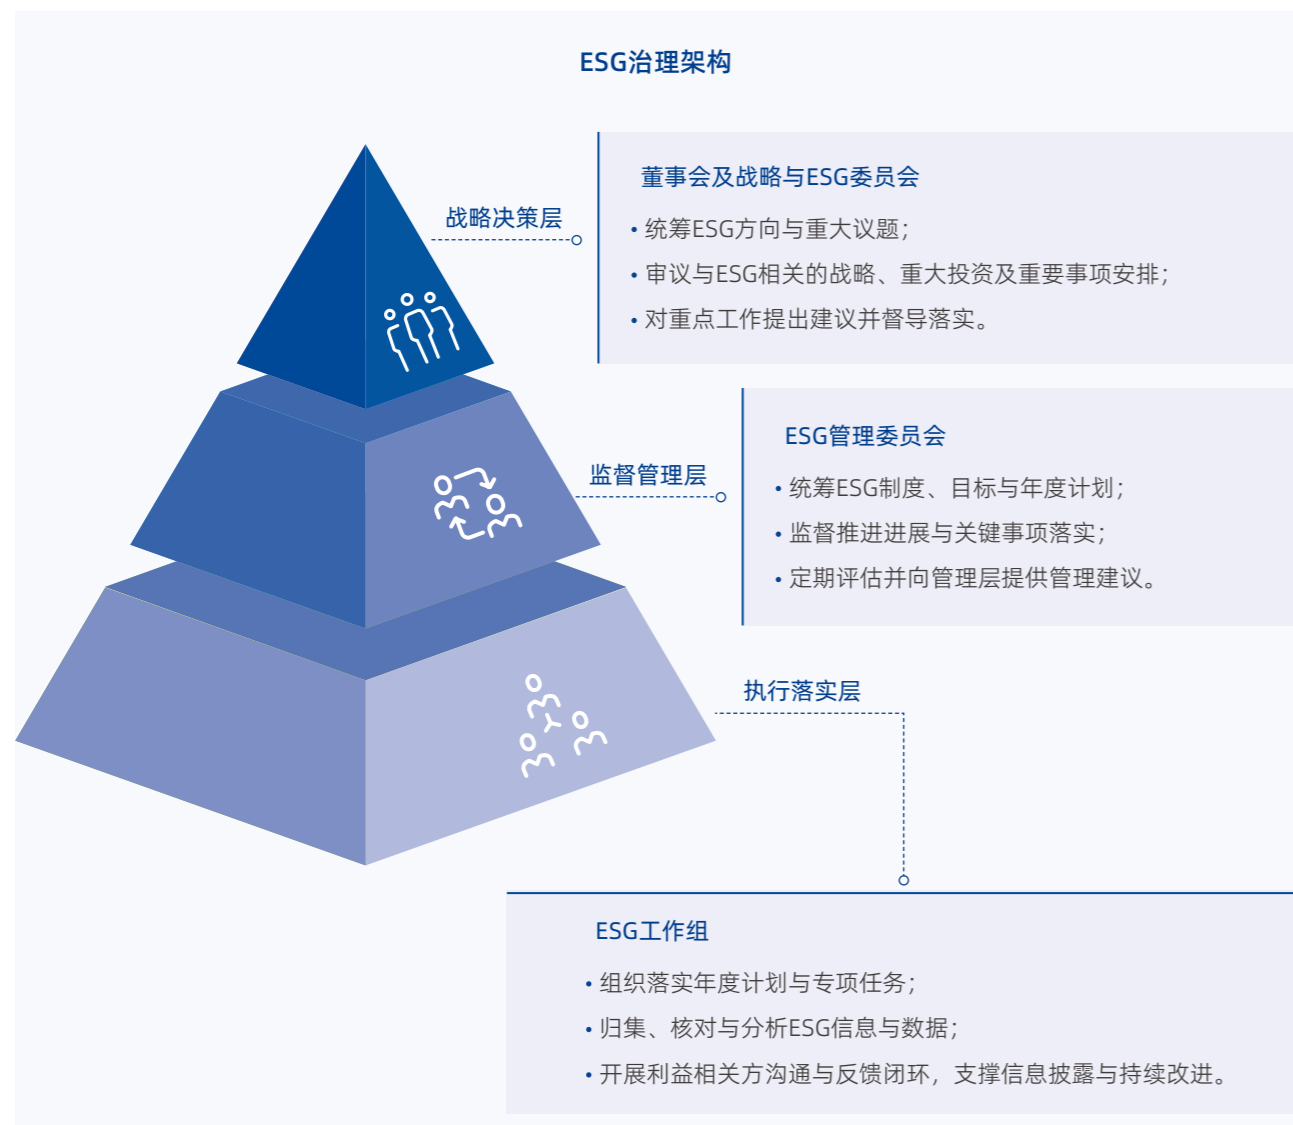 ESG治理架构
战略决策层
董事会及战略与ESG委员会
• 统筹ESG方向与重大议题；
• 审议与ESG相关的战略、重大投资及重要事项安排；
• 对重点工作提出建议并督导落实。
监督管理层
ESG管理委员会
• 统筹ESG制度、目标与年度计划；
• 监督推进进展与关键事项落实；
• 定期评估并向管理层提供管理建议。
执行落实层
ESG工作组
• 组织落实年度计划与专项任务；
• 归集、核对与分析ESG信息与数据；
• 开展利益相关方沟通与反馈闭环，支撑信息披露与持续改进。